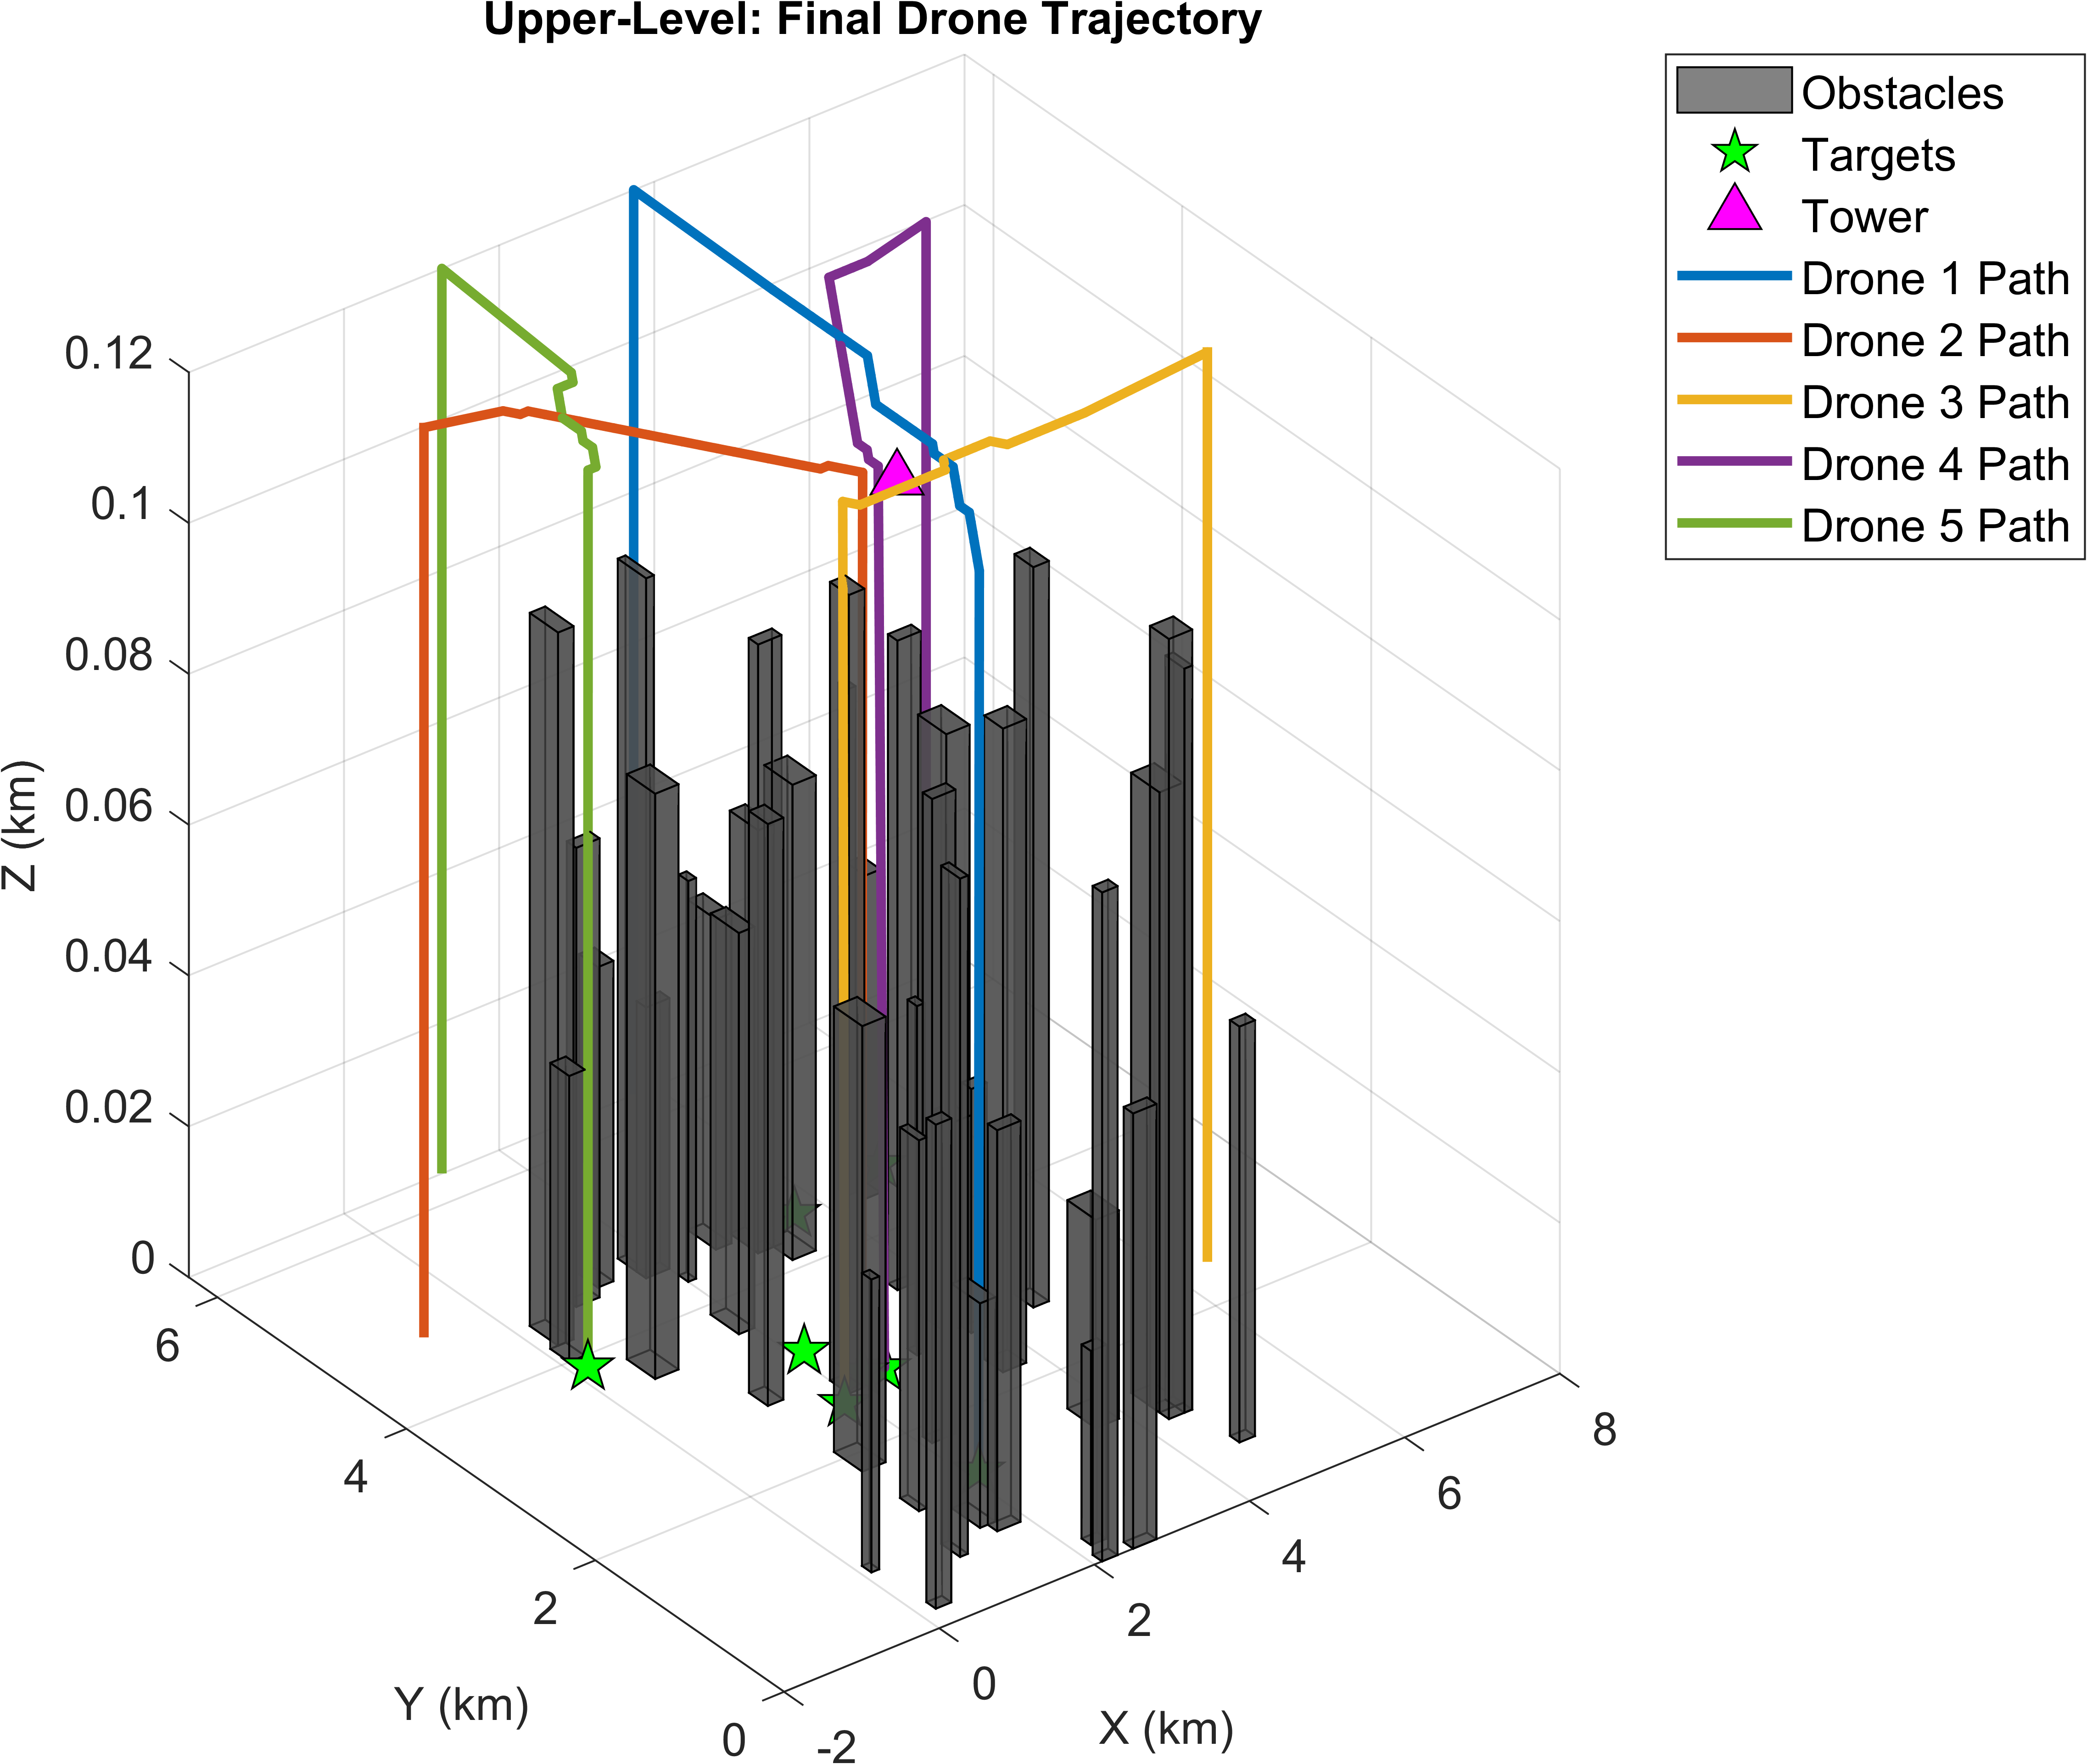 Upper-Level: Final Drone Trajectory
Obstacles
Targets
Tower
Drone 1 Path
Drone 2 Path
Drone 3 Path
Drone 4 Path
Drone 5 Path
0.12
0.1
0.08
0.06
0.04
0.02
0
Z (km)
6
4
2
0
Y (km)
-2
0
2
4
6
8
X (km)